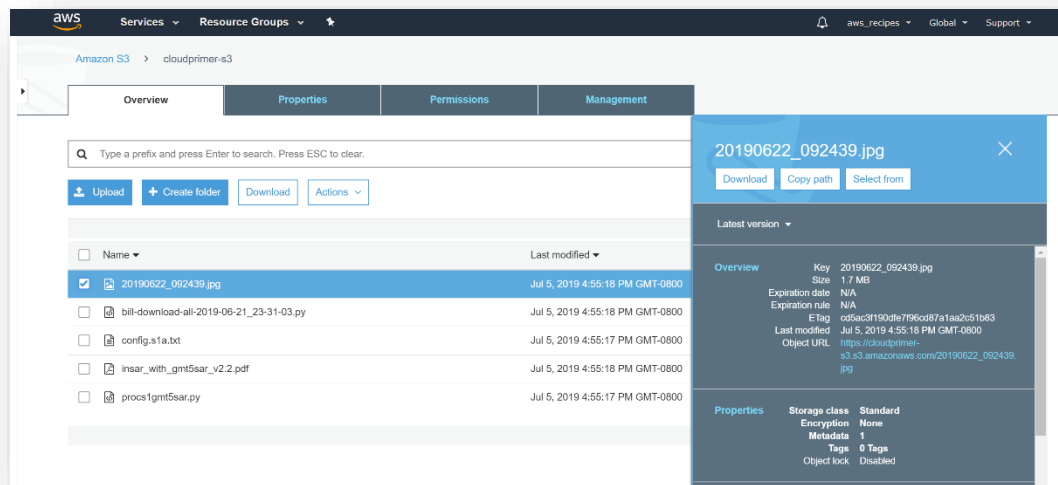 aws Services Resource Groups aws_recipes Global Support
Amazon S3 > cloudprimer-s3
Overview Properties Permissions Management
Type a prefix and press Enter to search. Press ESC to clear.
Upload + Create folder Download Actions
Name Last modified
20190622_092439.jpg Jul 5, 2019 4:55:18 PM GMT-0800
bill-download-all-2019-06-21_23-31-03.py Jul 5, 2019 4:55:18 PM GMT-0800
config.s1a.txt Jul 5, 2019 4:55:17 PM GMT-0800
insar_with_gmt5sar_v2.2.pdf Jul 5, 2019 4:55:18 PM GMT-0800
procs1gmt5sar.py Jul 5, 2019 4:55:17 PM GMT-0800
20190622_092439.jpg
Download Copy path Select from
Latest version
Overview Key 20190622_092439.jpg
Size 1.7 MB
Expiration date N/A
Expiration rule N/A
ETag cd5ac3f190dfe7f96cd87a1aa2c51b83
Last modified Jul 5, 2019 4:55:18 PM GMT-0800
Object URL https://cloudprimer-
s3.s3.amazonaws.com/20190622_092439.
jpg
Properties Storage class Standard
Encryption None
Metadata 1
Tags 0 Tags
Object lock Disabled